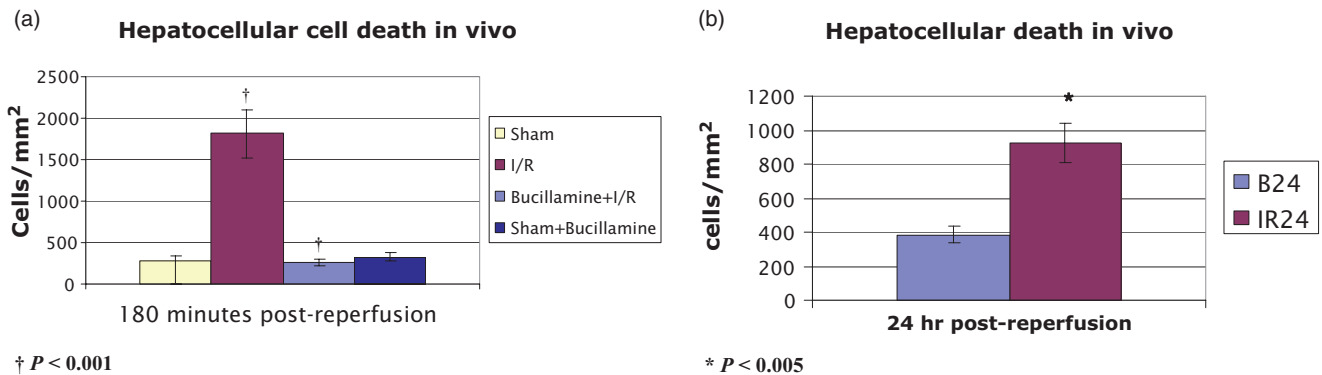 (a)
Hepatocellular cell death in vivo
Cells/mm²
2500
2000
1500
1000
500
0
†
†
180 minutes post-reperfusion
Sham
I/R
Bucillamine+I/R
Sham+Bucillamine
† P < 0.001
(b)
Hepatocellular death in vivo
cells/mm²
1200
1000
800
600
400
200
0
*
24 hr post-reperfusion
B24
IR24
* P < 0.005